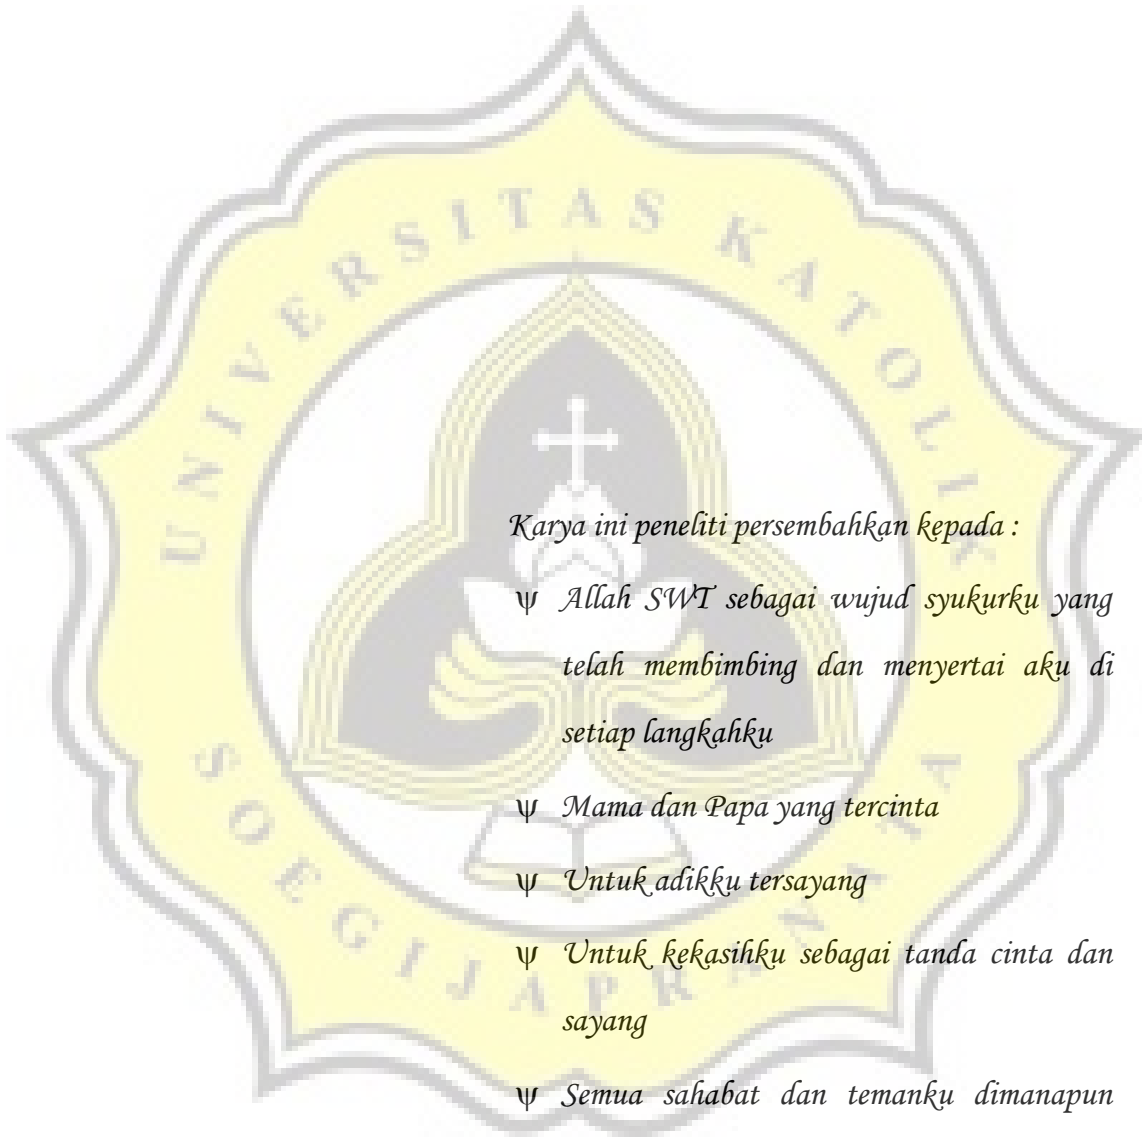 UNIVERSITAS KATOLIK
Karya ini peneliti persembahkan kepada :
ψ Allah SWT sebagai wujud syukurku yang
telah membimbing dan menyertai aku di
setiap langkahku
ψ Mama dan Papa yang tercinta
ψ Untuk adikku tersayang
ψ Untuk kekasihku sebagai tanda cinta dan
sayang
ψ Semua sahabat dan temanku dimanapun
SOEGIJAPRANATA